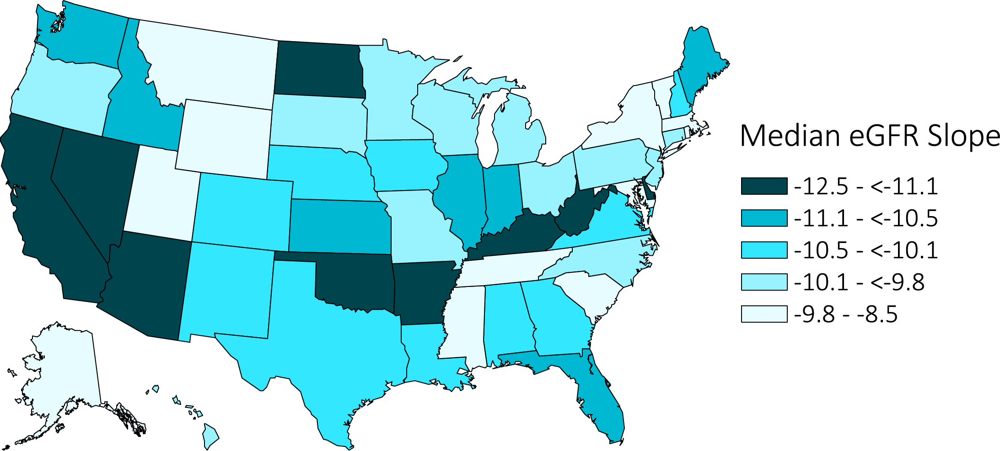 Median eGFR Slope
-12.5 - <-11.1
-11.1 - <-10.5
-10.5 - <-10.1
-10.1 - <-9.8
-9.8 - -8.5